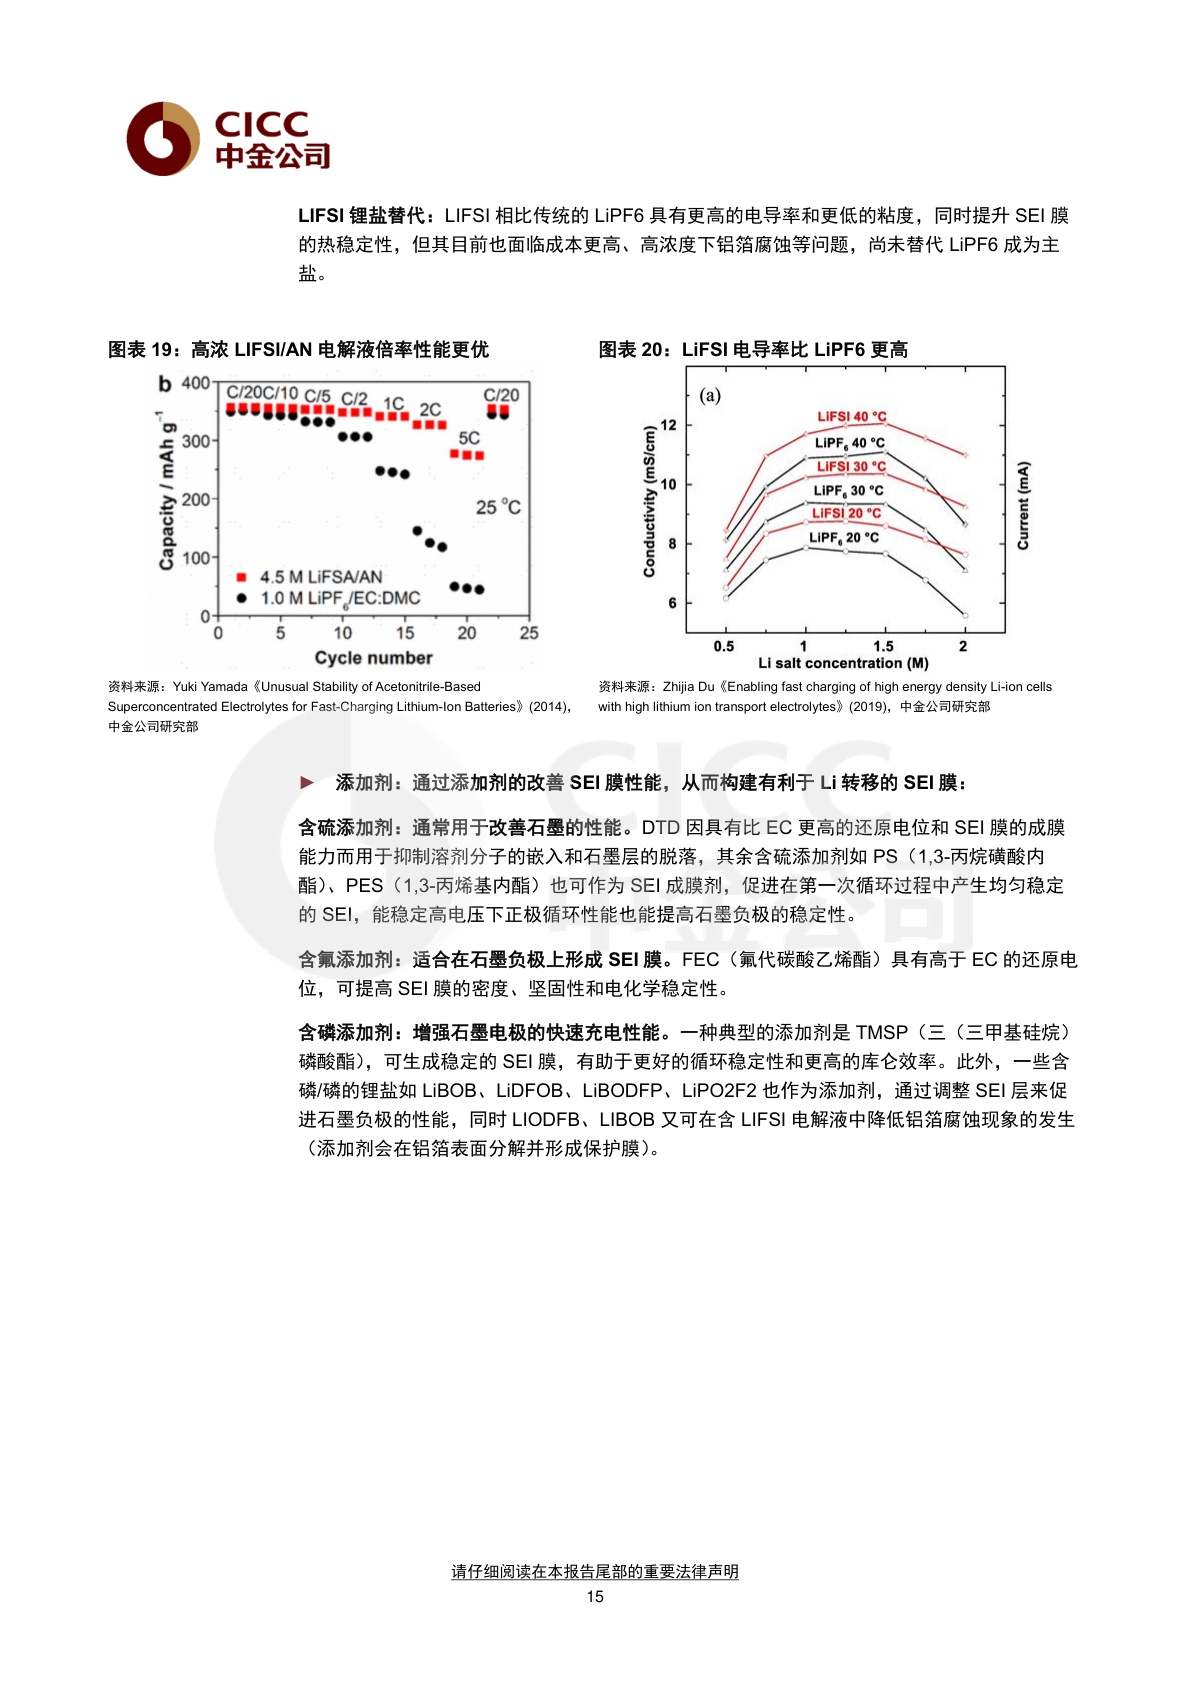 CICC
中金公司
LIFSI 锂盐替代：LIFSI 相比传统的 LiPF6 具有更高的电导率和更低的粘度，同时提升 SEI 膜
的热稳定性，但其目前也面临成本更高、高浓度下铝箔腐蚀等问题，尚未替代 LiPF6 成为主
盐。
图表 19：高浓 LIFSI/AN 电解液倍率性能更优
b
400
300
200
100
0
Capacity / mAh g⁻¹
C/20 C/10 C/5 C/2 1C 2C 5C C/20
25 °C
4.5 M LiFSA/AN
1.0 M LiPF₆/EC:DMC
0 5 10 15 20 25
Cycle number
资料来源：Yuki Yamada《Unusual Stability of Acetonitrile-Based
Superconcentrated Electrolytes for Fast-Charging Lithium-Ion Batteries》(2014)，
中金公司研究部
图表 20：LiFSI 电导率比 LiPF6 更高
(a)
12
10
8
6
Conductivity (mS/cm)
Current (mA)
LiFSI 40 °C
LiPF₆ 40 °C
LiFSI 30 °C
LiPF₆ 30 °C
LiFSI 20 °C
LiPF₆ 20 °C
0.5 1 1.5 2
Li salt concentration (M)
资料来源：Zhijia Du《Enabling fast charging of high energy density Li-ion cells
with high lithium ion transport electrolytes》(2019)，中金公司研究部
► 添加剂：通过添加剂的改善 SEI 膜性能，从而构建有利于 Li 转移的 SEI 膜：
含硫添加剂：通常用于改善石墨的性能。DTD 因具有比 EC 更高的还原电位和 SEI 膜的成膜
能力而用于抑制溶剂分子的嵌入和石墨层的脱落，其余含硫添加剂如 PS（1,3-丙烷磺酸内
酯）、PES（1,3-丙烯基内酯）也可作为 SEI 成膜剂，促进在第一次循环过程中产生均匀稳定
的 SEI，能稳定高电压下正极循环性能也能提高石墨负极的稳定性。
含氟添加剂：适合在石墨负极上形成 SEI 膜。FEC（氟代碳酸乙烯酯）具有高于 EC 的还原电
位，可提高 SEI 膜的密度、坚固性和电化学稳定性。
含磷添加剂：增强石墨电极的快速充电性能。一种典型的添加剂是 TMSP（三（三甲基硅烷）
磷酸酯），可生成稳定的 SEI 膜，有助于更好的循环稳定性和更高的库仑效率。此外，一些含
磷/磷的锂盐如 LiBOB、LiDFOB、LiBODFP、LiPO2F2 也作为添加剂，通过调整 SEI 层来促
进石墨负极的性能，同时 LIODFB、LIBOB 又可在含 LIFSI 电解液中降低铝箔腐蚀现象的发生
（添加剂会在铝箔表面分解并形成保护膜）。
CICC
中金公司
请仔细阅读在本报告尾部的重要法律声明
15